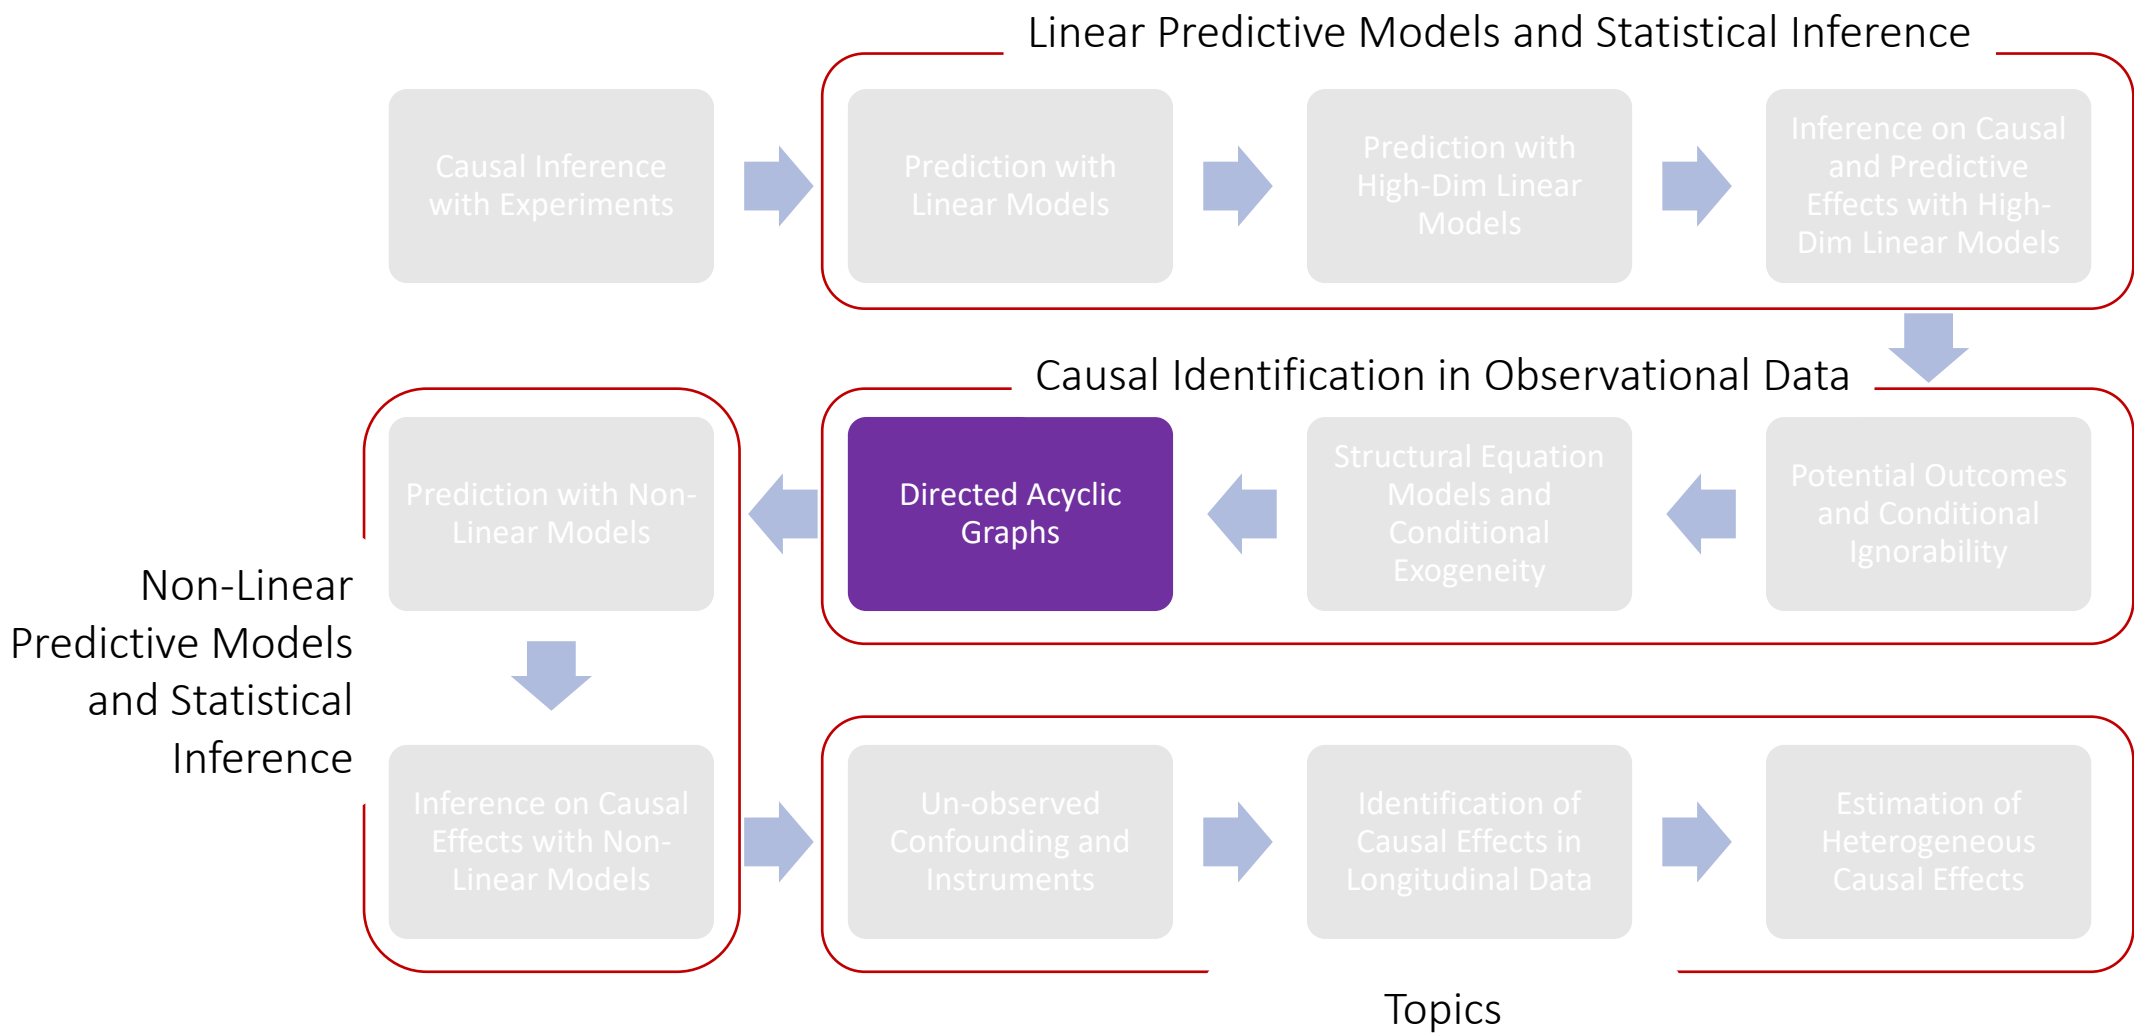 Linear Predictive Models and Statistical Inference
Causal Inference
with Experiments
Prediction with
Linear Models
Prediction with
High-Dim Linear
Models
Inference on Causal
and Predictive
Effects with High-
Dim Linear Models
Causal Identification in Observational Data
Potential Outcomes
and Conditional
Ignorability
Structural Equation
Models and
Conditional
Exogeneity
Directed Acyclic
Graphs
Non-Linear
Predictive Models
and Statistical
Inference
Prediction with Non-
Linear Models
Inference on Causal
Effects with Non-
Linear Models
Un-observed
Confounding and
Instruments
Identification of
Causal Effects in
Longitudinal Data
Estimation of
Heterogeneous
Causal Effects
Topics